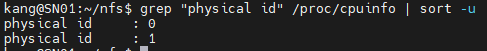 kang@SN01:~/nfs$ grep "physical id" /proc/cpuinfo | sort -u
physical id     : 0
physical id     : 1